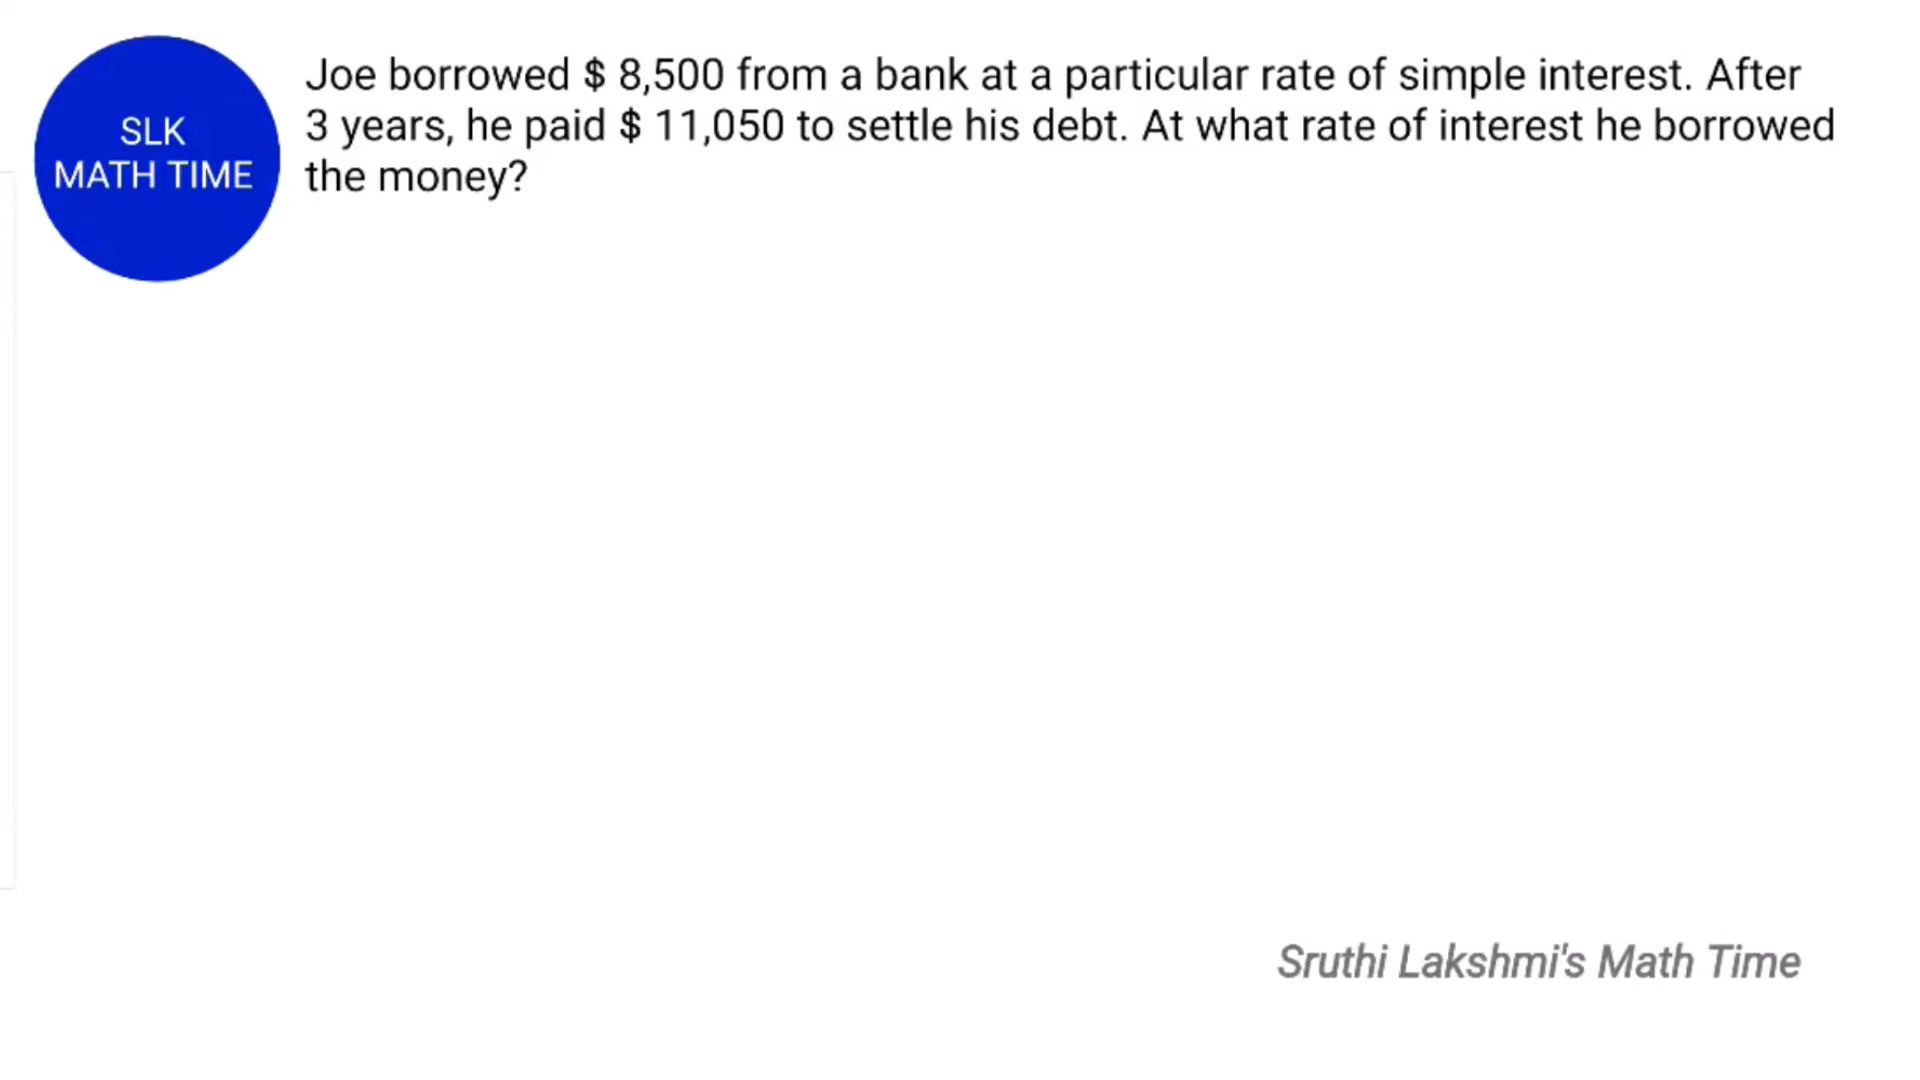 SLK
MATH TIME
Joe borrowed $ 8,500 from a bank at a particular rate of simple interest. After
3 years, he paid $ 11,050 to settle his debt. At what rate of interest he borrowed
the money?
Sruthi Lakshmi's Math Time